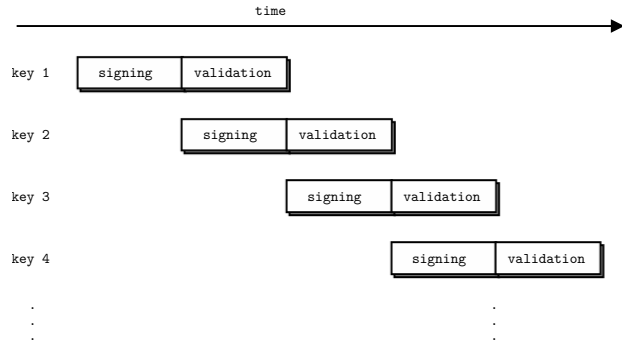 time
key 1 signing validation
key 2 signing validation
key 3 signing validation
key 4 signing validation
. .
. .
. .